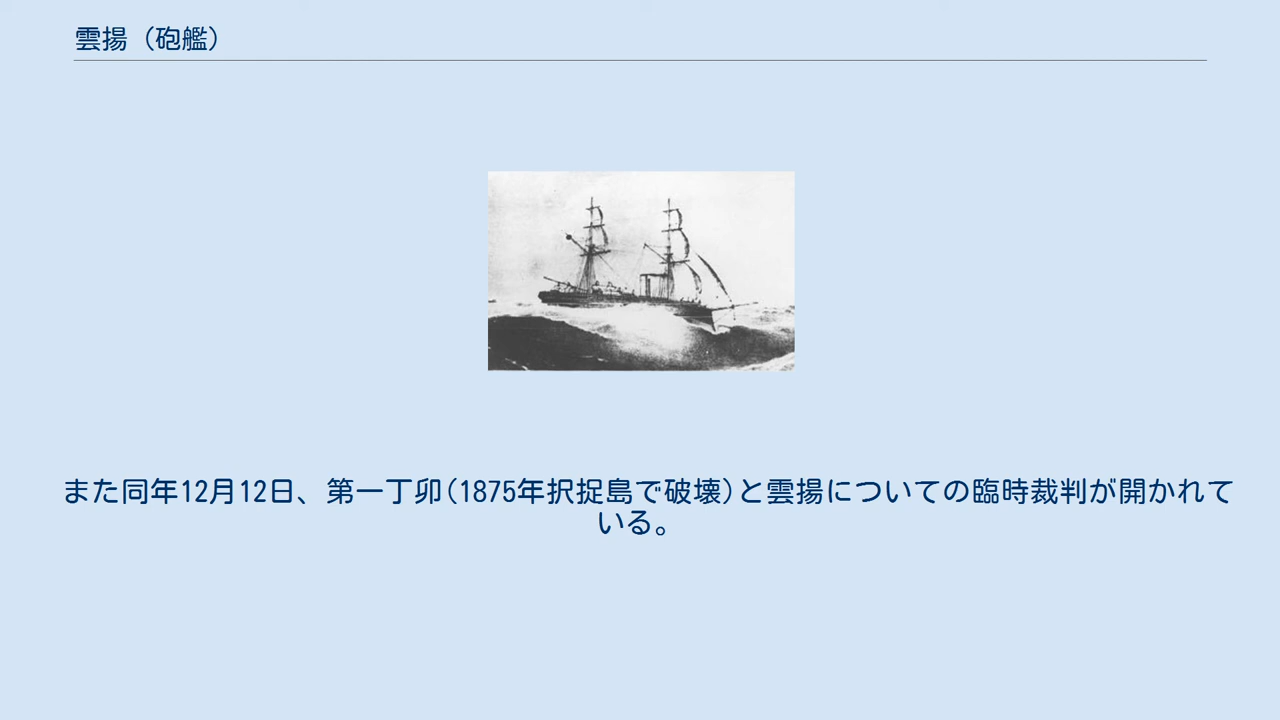 雲揚（砲艦）
また同年12月12日、第一丁卯(1875年択捉島で破壊)と雲揚についての臨時裁判が開かれて
いる。